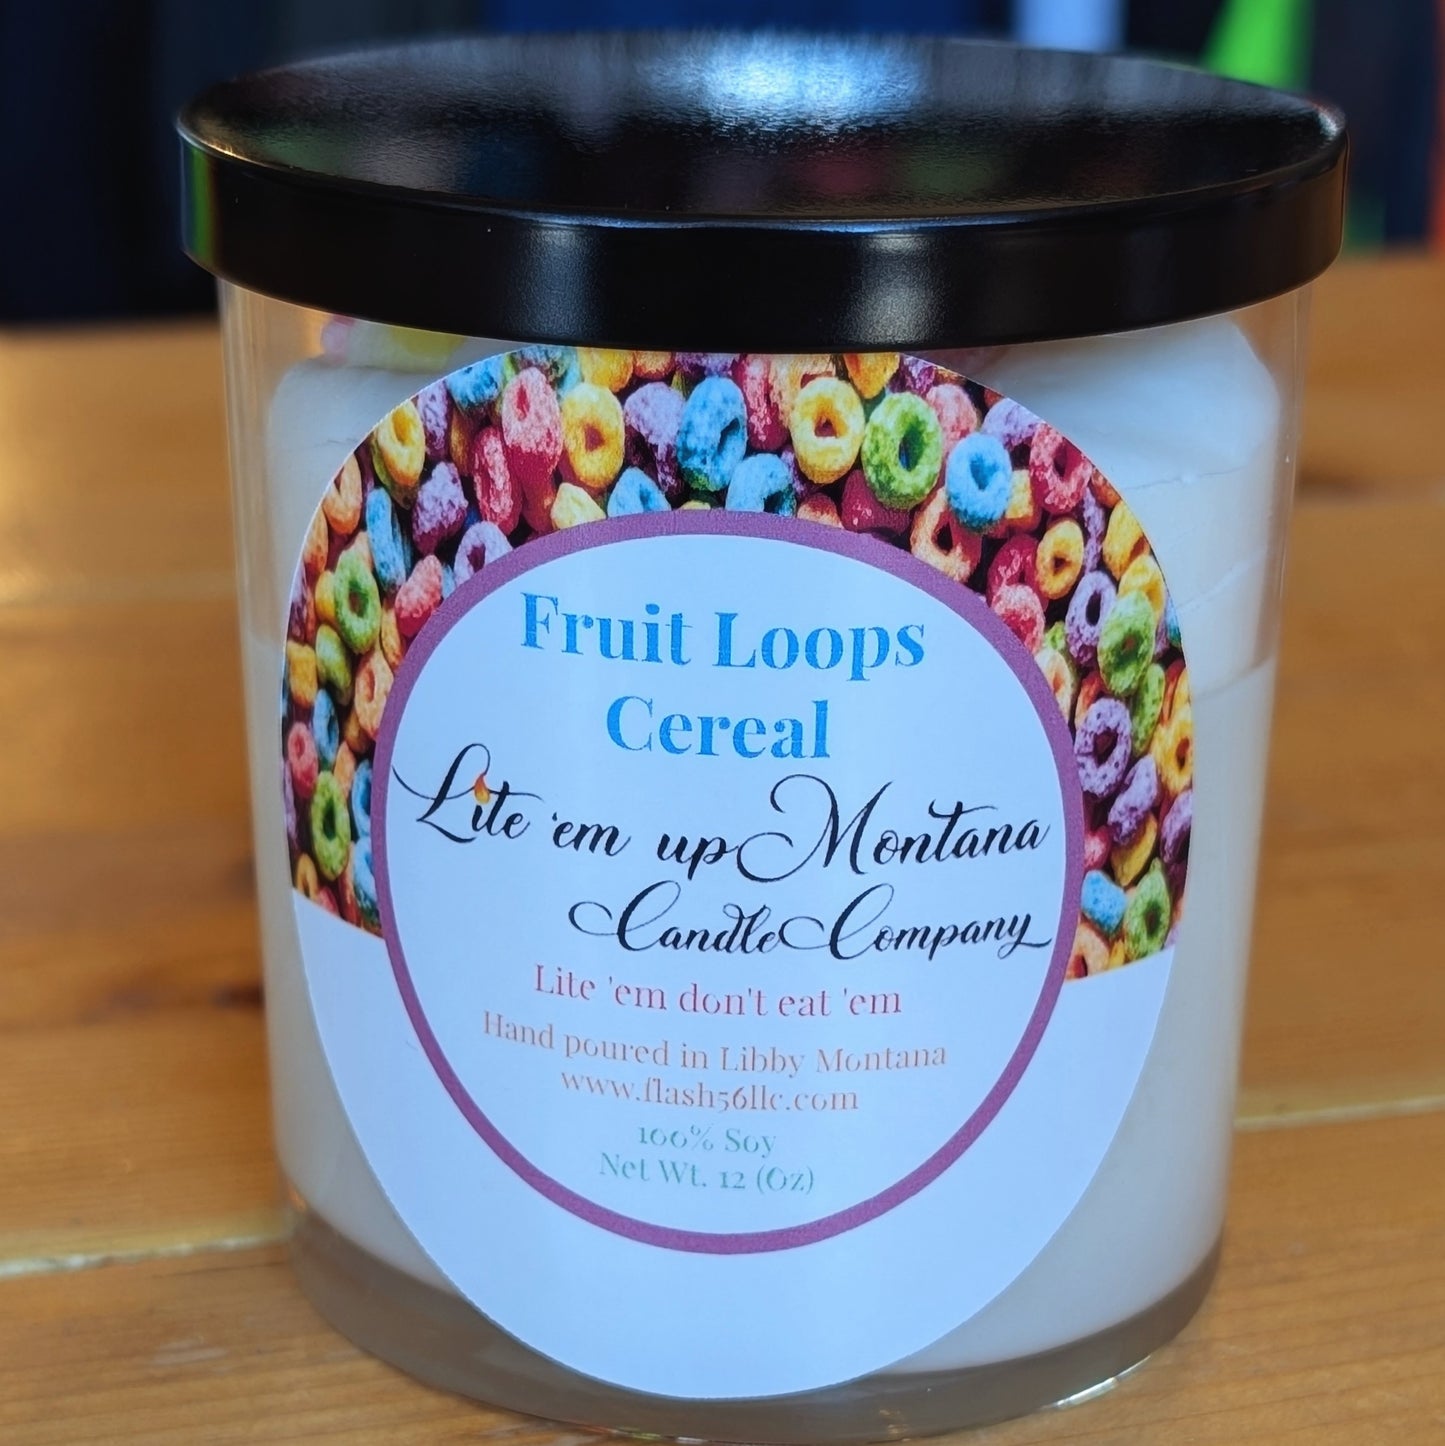 Fruit Loops
Cereal
Lite 'em up Montana
Candle Company
Lite 'em don't eat 'em
Hand poured in Libby Montana
www.flash56llc.com
100% Soy
Net Wt. 12 (Oz)